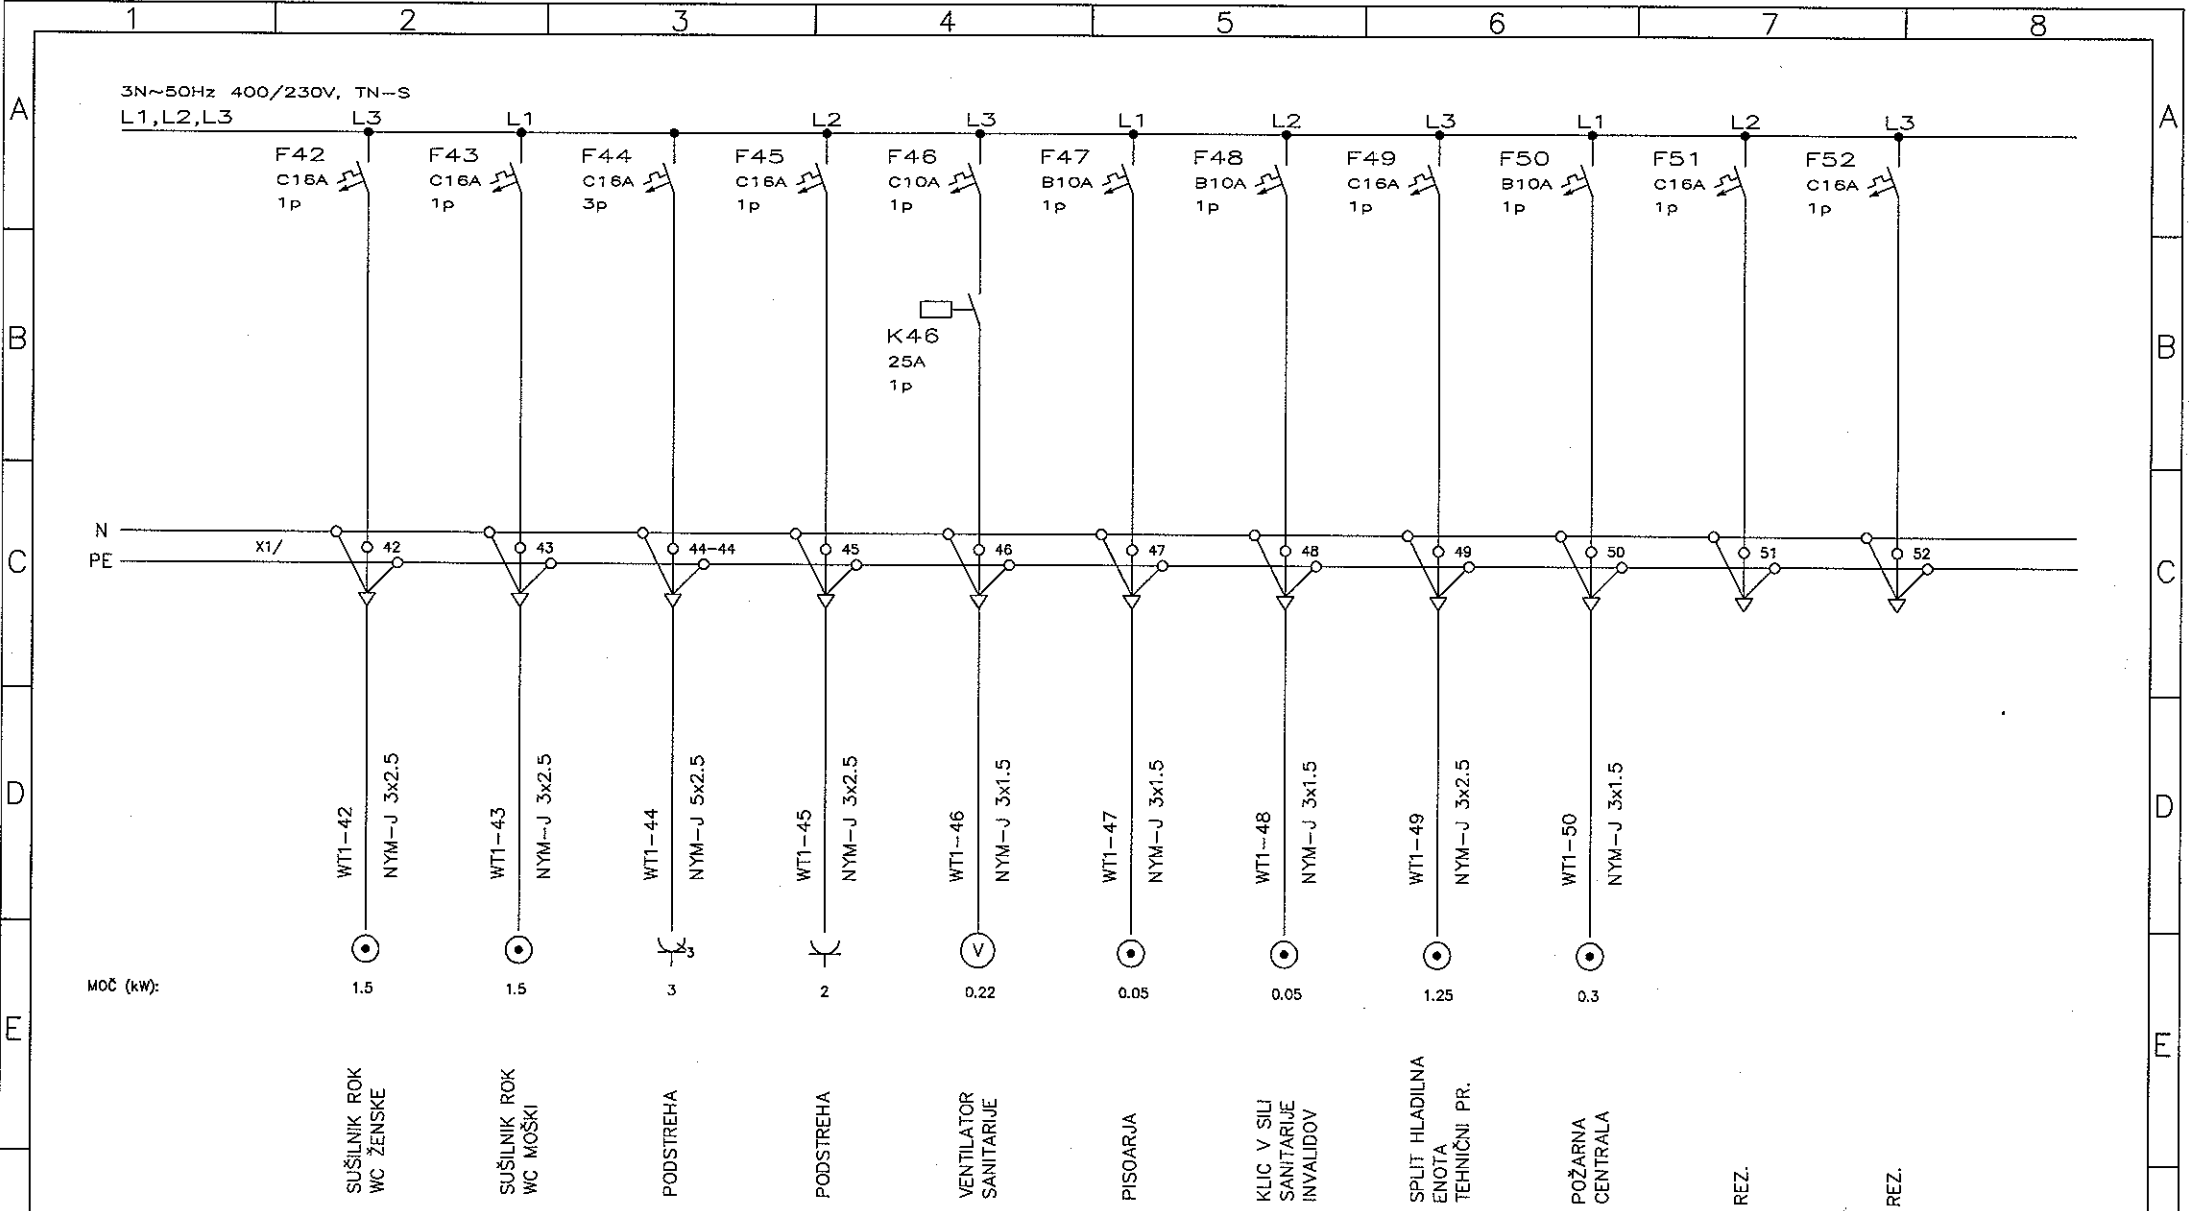 1 2 3 4 5 6 7 8
3N~50Hz 400/230V, TN-S
A A
L1,L2,L3 L3 L1 L2 L3 L1 L2 L3 L1 L2 L3
F42 F43 F44 F45 F46 F47 F48 F49 F50 F51 F52
C16A C16A C16A C16A C10A B10A B10A C16A B10A C16A C16A
1p 1p 3p 1p 1p 1p 1p 1p 1p 1p 1p
B B
K46
25A
1p
N
X1/ 42 43 44-44 45 46 47 48 49 50 51 52
PE
C C
D D
WT1-42
NYM-J 3x2.5
WT1-43
NYM-J 3x2.5
WT1-44
NYM-J 5x2.5
WT1-45
NYM-J 3x2.5
WT1-46
NYM-J 3x1.5
WT1-47
NYM-J 3x1.5
WT1-48
NYM-J 3x1.5
WT1-49
NYM-J 3x2.5
WT1-50
NYM-J 3x1.5
3 V
MOČ (kW): 1.5 1.5 3 2 0.22 0.05 0.05 1.25 0.3
E E
SUŠILNIK ROK
WC ŽENSKE
SUŠILNIK ROK
WC MOŠKI
PODSTREHA
PODSTREHA
VENTILATOR
SANITARIJE
PISOARJA
KLIC V SILI
SANITARIJE
INVALIDOV
SPLIT HLADILNA
ENOTA
TEHNIČNI PR.
POŽARNA
CENTRALA
REZ.
REZ.